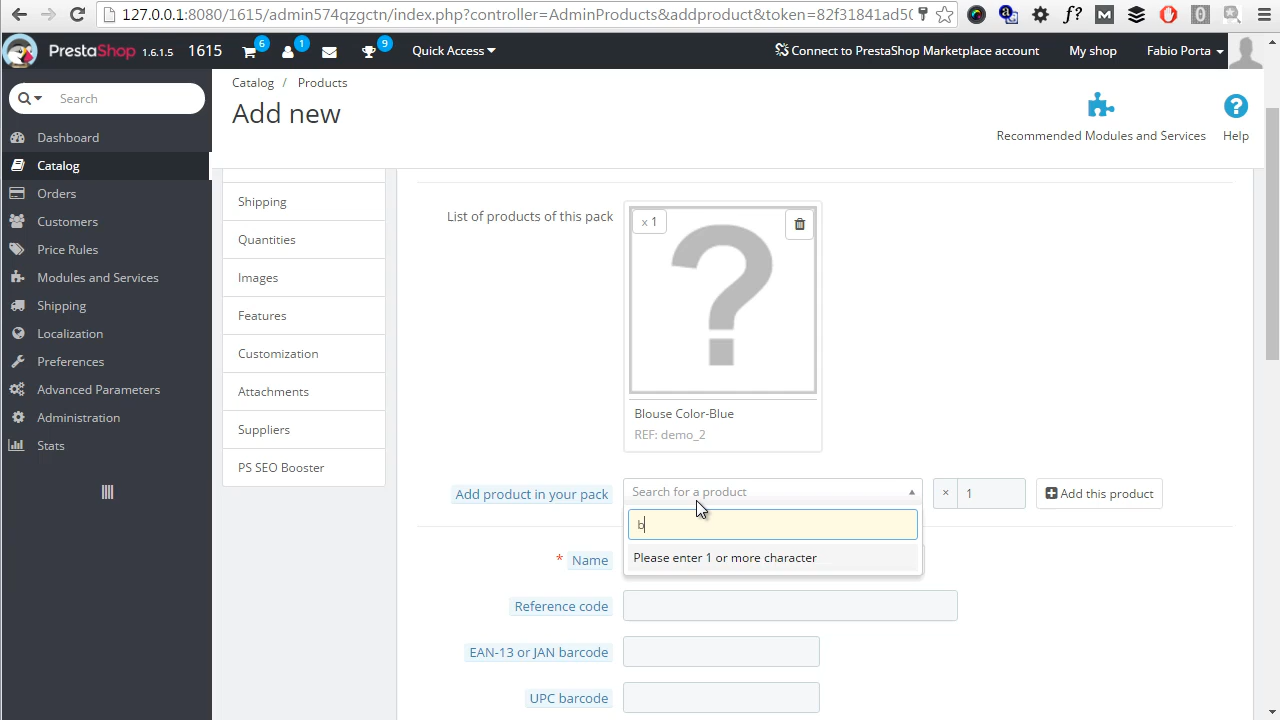 127.0.0.1:8080/1615/admin574qzgctn/index.php?controller=AdminProducts&addproduct&token=82f31841ad50
PrestaShop 1.6.1.5 1615 6 1 9 Quick Access Connect to PrestaShop Marketplace account My shop Fabio Porta
Search
Dashboard
Catalog
Orders
Customers
Price Rules
Modules and Services
Shipping
Localization
Preferences
Advanced Parameters
Administration
Stats
Catalog / Products
Add new
Recommended Modules and Services
Help
Shipping
Quantities
Images
Features
Customization
Attachments
Suppliers
PS SEO Booster
List of products of this pack
x 1
?
Blouse Color-Blue
REF: demo_2
Add product in your pack Search for a product × 1 Add this product
b
Please enter 1 or more character
* Name
Reference code
EAN-13 or JAN barcode
UPC barcode